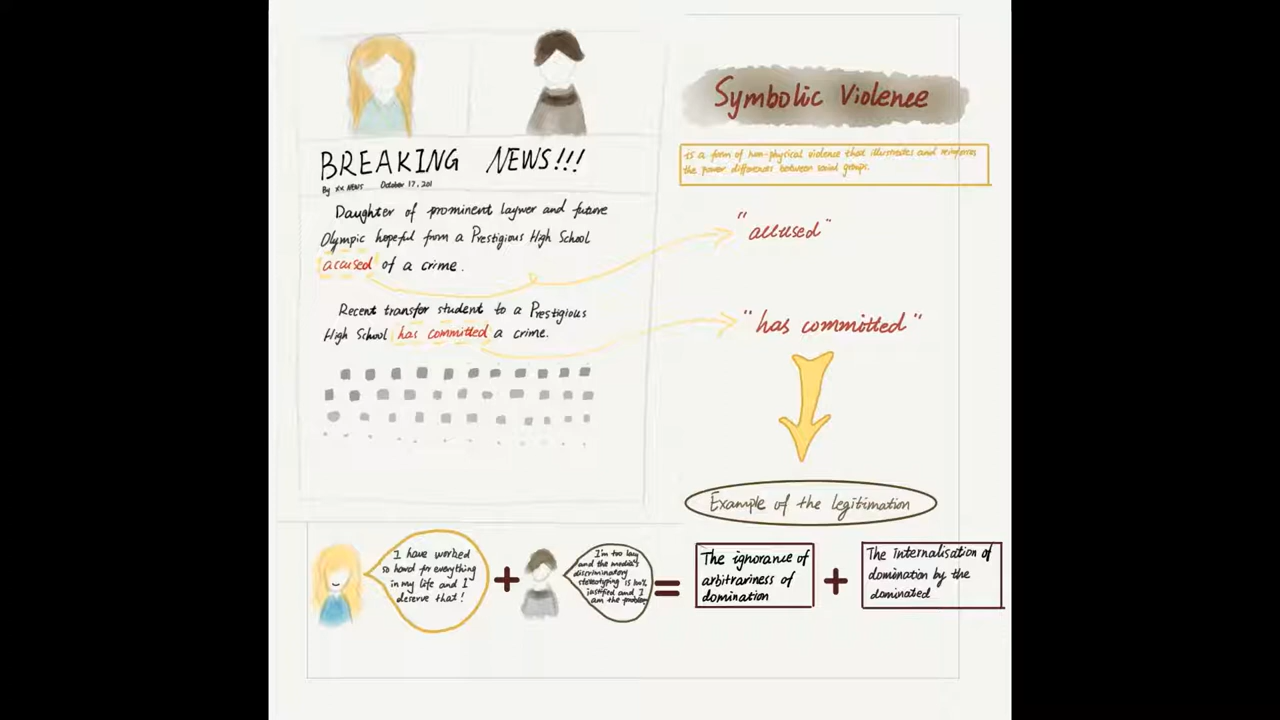 BREAKING NEWS!!!
By XX NEWS October 17, 201
Daughter of prominent laywer and future
Olympic hopeful from a Prestigious High School
accused of a crime.
Recent transfer student to a Prestigious
High School has committed a crime.
Symbolic Violence
is a form of non-physical violence that illustrates and reinforces
the power differences between social groups.
"accused"
"has committed"
Example of the legitimation
I have worked
so hard for everything
in my life and I
deserve that!
+
I'm too lazy
and the media's
discriminatory
stereotyping is 100%
justified and I
am the problem
=
The ignorance of
arbitrariness of
domination
+
The Internalisation of
domination by the
dominated